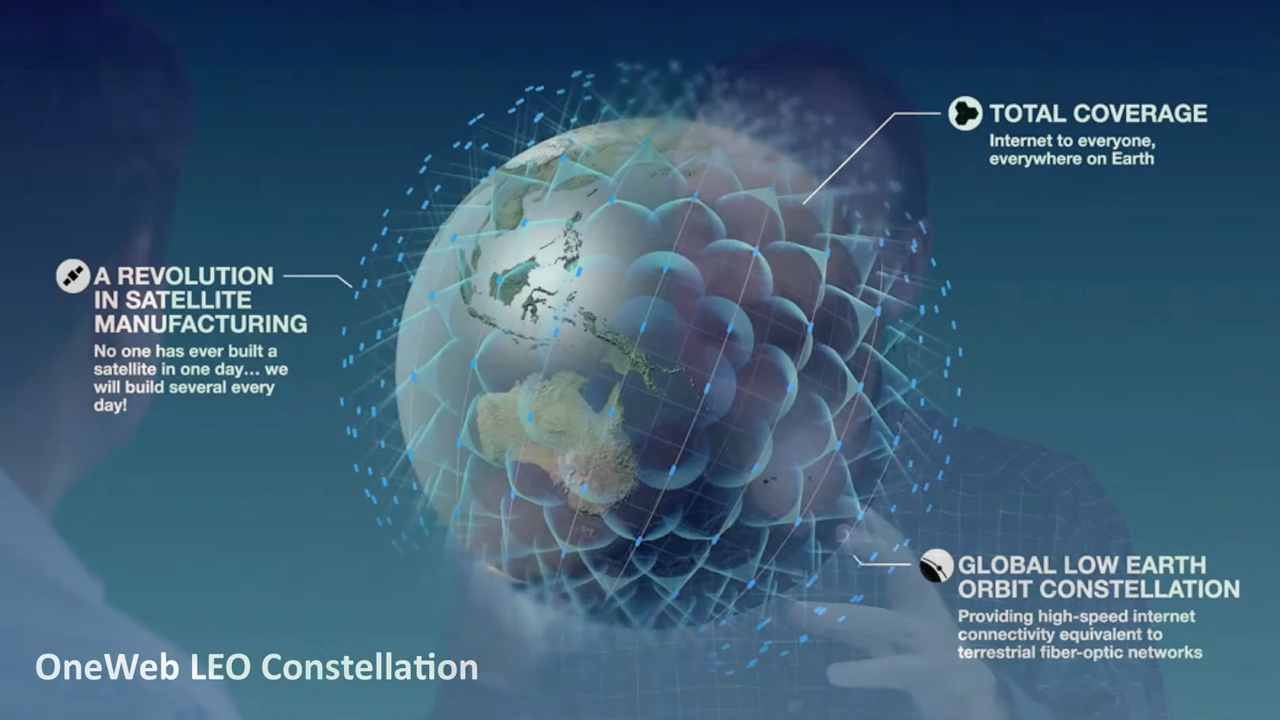 TOTAL COVERAGE
Internet to everyone,
everywhere on Earth
A REVOLUTION
IN SATELLITE
MANUFACTURING
No one has ever built a
satellite in one day... we
will build several every
day!
GLOBAL LOW EARTH
ORBIT CONSTELLATION
Providing high-speed internet
connectivity equivalent to
terrestrial fiber-optic networks
OneWeb LEO Constellation